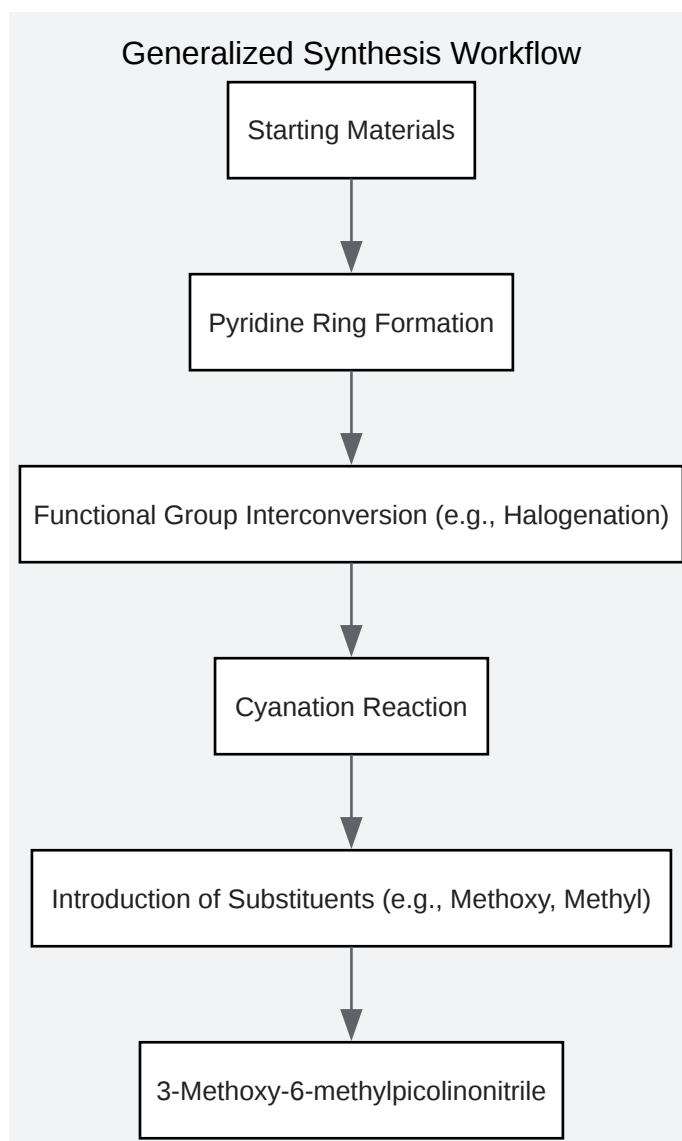 Generalized Synthesis Workflow
Starting Materials
Pyridine Ring Formation
Functional Group Interconversion (e.g., Halogenation)
Cyanation Reaction
Introduction of Substituents (e.g., Methoxy, Methyl)
3-Methoxy-6-methylpicolinonitrile